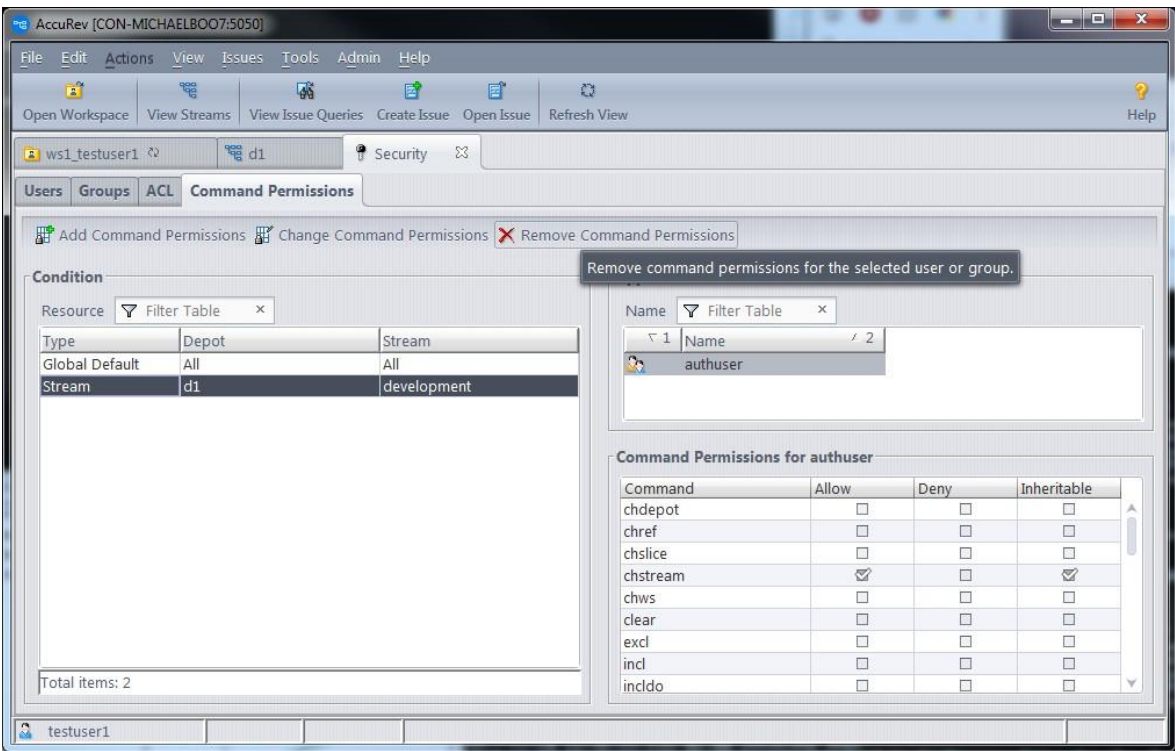 AccuRev [CON-MICHAELBOO7:5050]
File Edit Actions View Issues Tools Admin Help
Open Workspace View Streams View Issue Queries Create Issue Open Issue Refresh View Help
ws1_testuser1 d1 Security
Users Groups ACL Command Permissions
Add Command Permissions Change Command Permissions Remove Command Permissions
Remove command permissions for the selected user or group.
Condition
Resource Filter Table
Type Depot Stream
Global Default All All
Stream d1 development
Total items: 2
Name Filter Table
1 Name 2
authuser
Command Permissions for authuser
Command Allow Deny Inheritable
chdepot
chref
chslice
chstream
chws
clear
excl
incl
incldo
testuser1